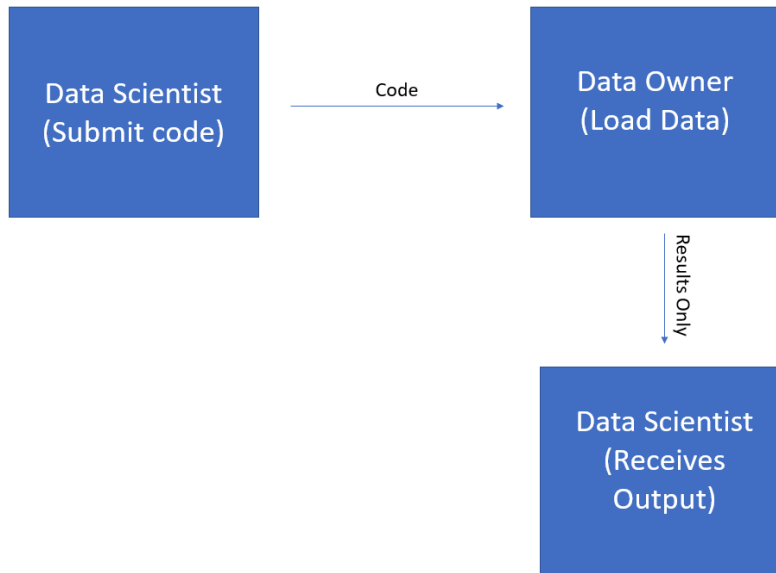 Data Scientist
(Submit code)
Code
Data Owner
(Load Data)
Results Only
Data Scientist
(Receives
Output)